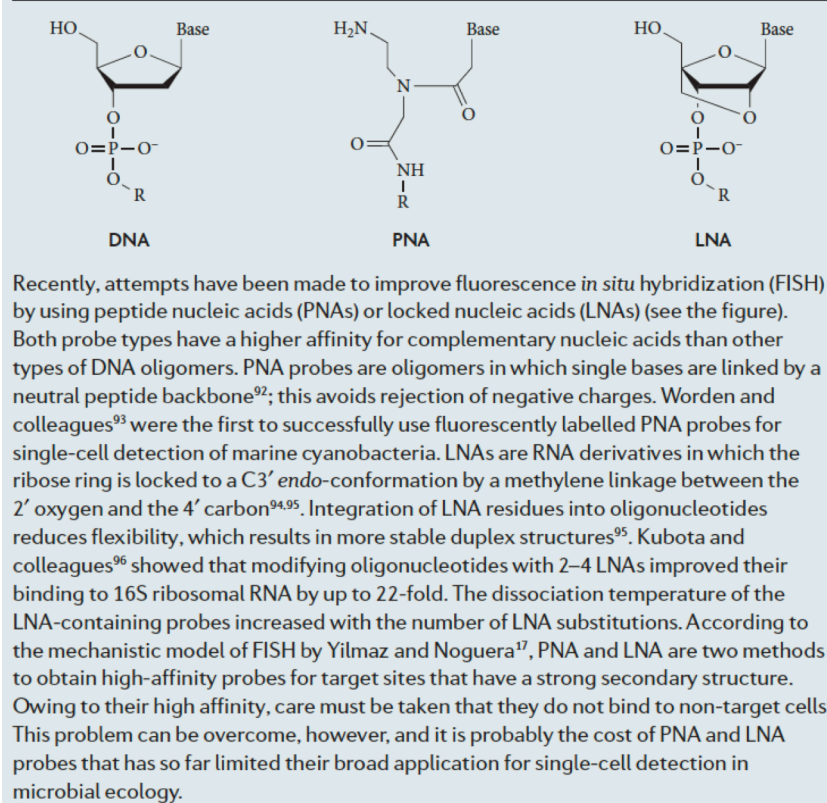 HO
Base
H₂N
Base
HO
Base
O
N
O
O
O
O
O
O=P–O⁻
O=
NH
O=P–O⁻
O
R
R
O
R
DNA
PNA
LNA
Recently, attempts have been made to improve fluorescence in situ hybridization (FISH)
by using peptide nucleic acids (PNAs) or locked nucleic acids (LNAs) (see the figure).
Both probe types have a higher affinity for complementary nucleic acids than other
types of DNA oligomers. PNA probes are oligomers in which single bases are linked by a
neutral peptide backbone⁹²; this avoids rejection of negative charges. Worden and
colleagues⁹³ were the first to successfully use fluorescently labelled PNA probes for
single-cell detection of marine cyanobacteria. LNAs are RNA derivatives in which the
ribose ring is locked to a C3′ endo-conformation by a methylene linkage between the
2′ oxygen and the 4′ carbon⁹⁴,⁹⁵. Integration of LNA residues into oligonucleotides
reduces flexibility, which results in more stable duplex structures⁹⁵. Kubota and
colleagues⁹⁶ showed that modifying oligonucleotides with 2–4 LNAs improved their
binding to 16S ribosomal RNA by up to 22-fold. The dissociation temperature of the
LNA-containing probes increased with the number of LNA substitutions. According to
the mechanistic model of FISH by Yilmaz and Noguera¹⁷, PNA and LNA are two methods
to obtain high-affinity probes for target sites that have a strong secondary structure.
Owing to their high affinity, care must be taken that they do not bind to non-target cells
This problem can be overcome, however, and it is probably the cost of PNA and LNA
probes that has so far limited their broad application for single-cell detection in
microbial ecology.